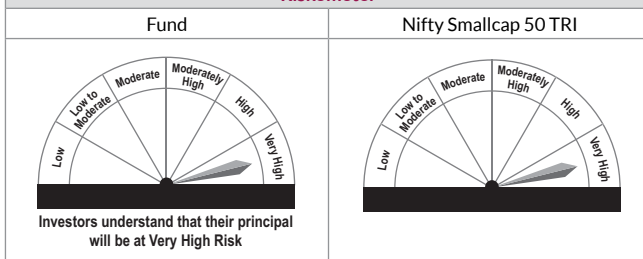 Riskometer
Fund
Nifty Smallcap 50 TRI
Low
Low to
Moderate
Moderate
Moderately
High
High
Very High
Investors understand that their principal
will be at Very High Risk
Low
Low to
Moderate
Moderate
Moderately
High
High
Very High